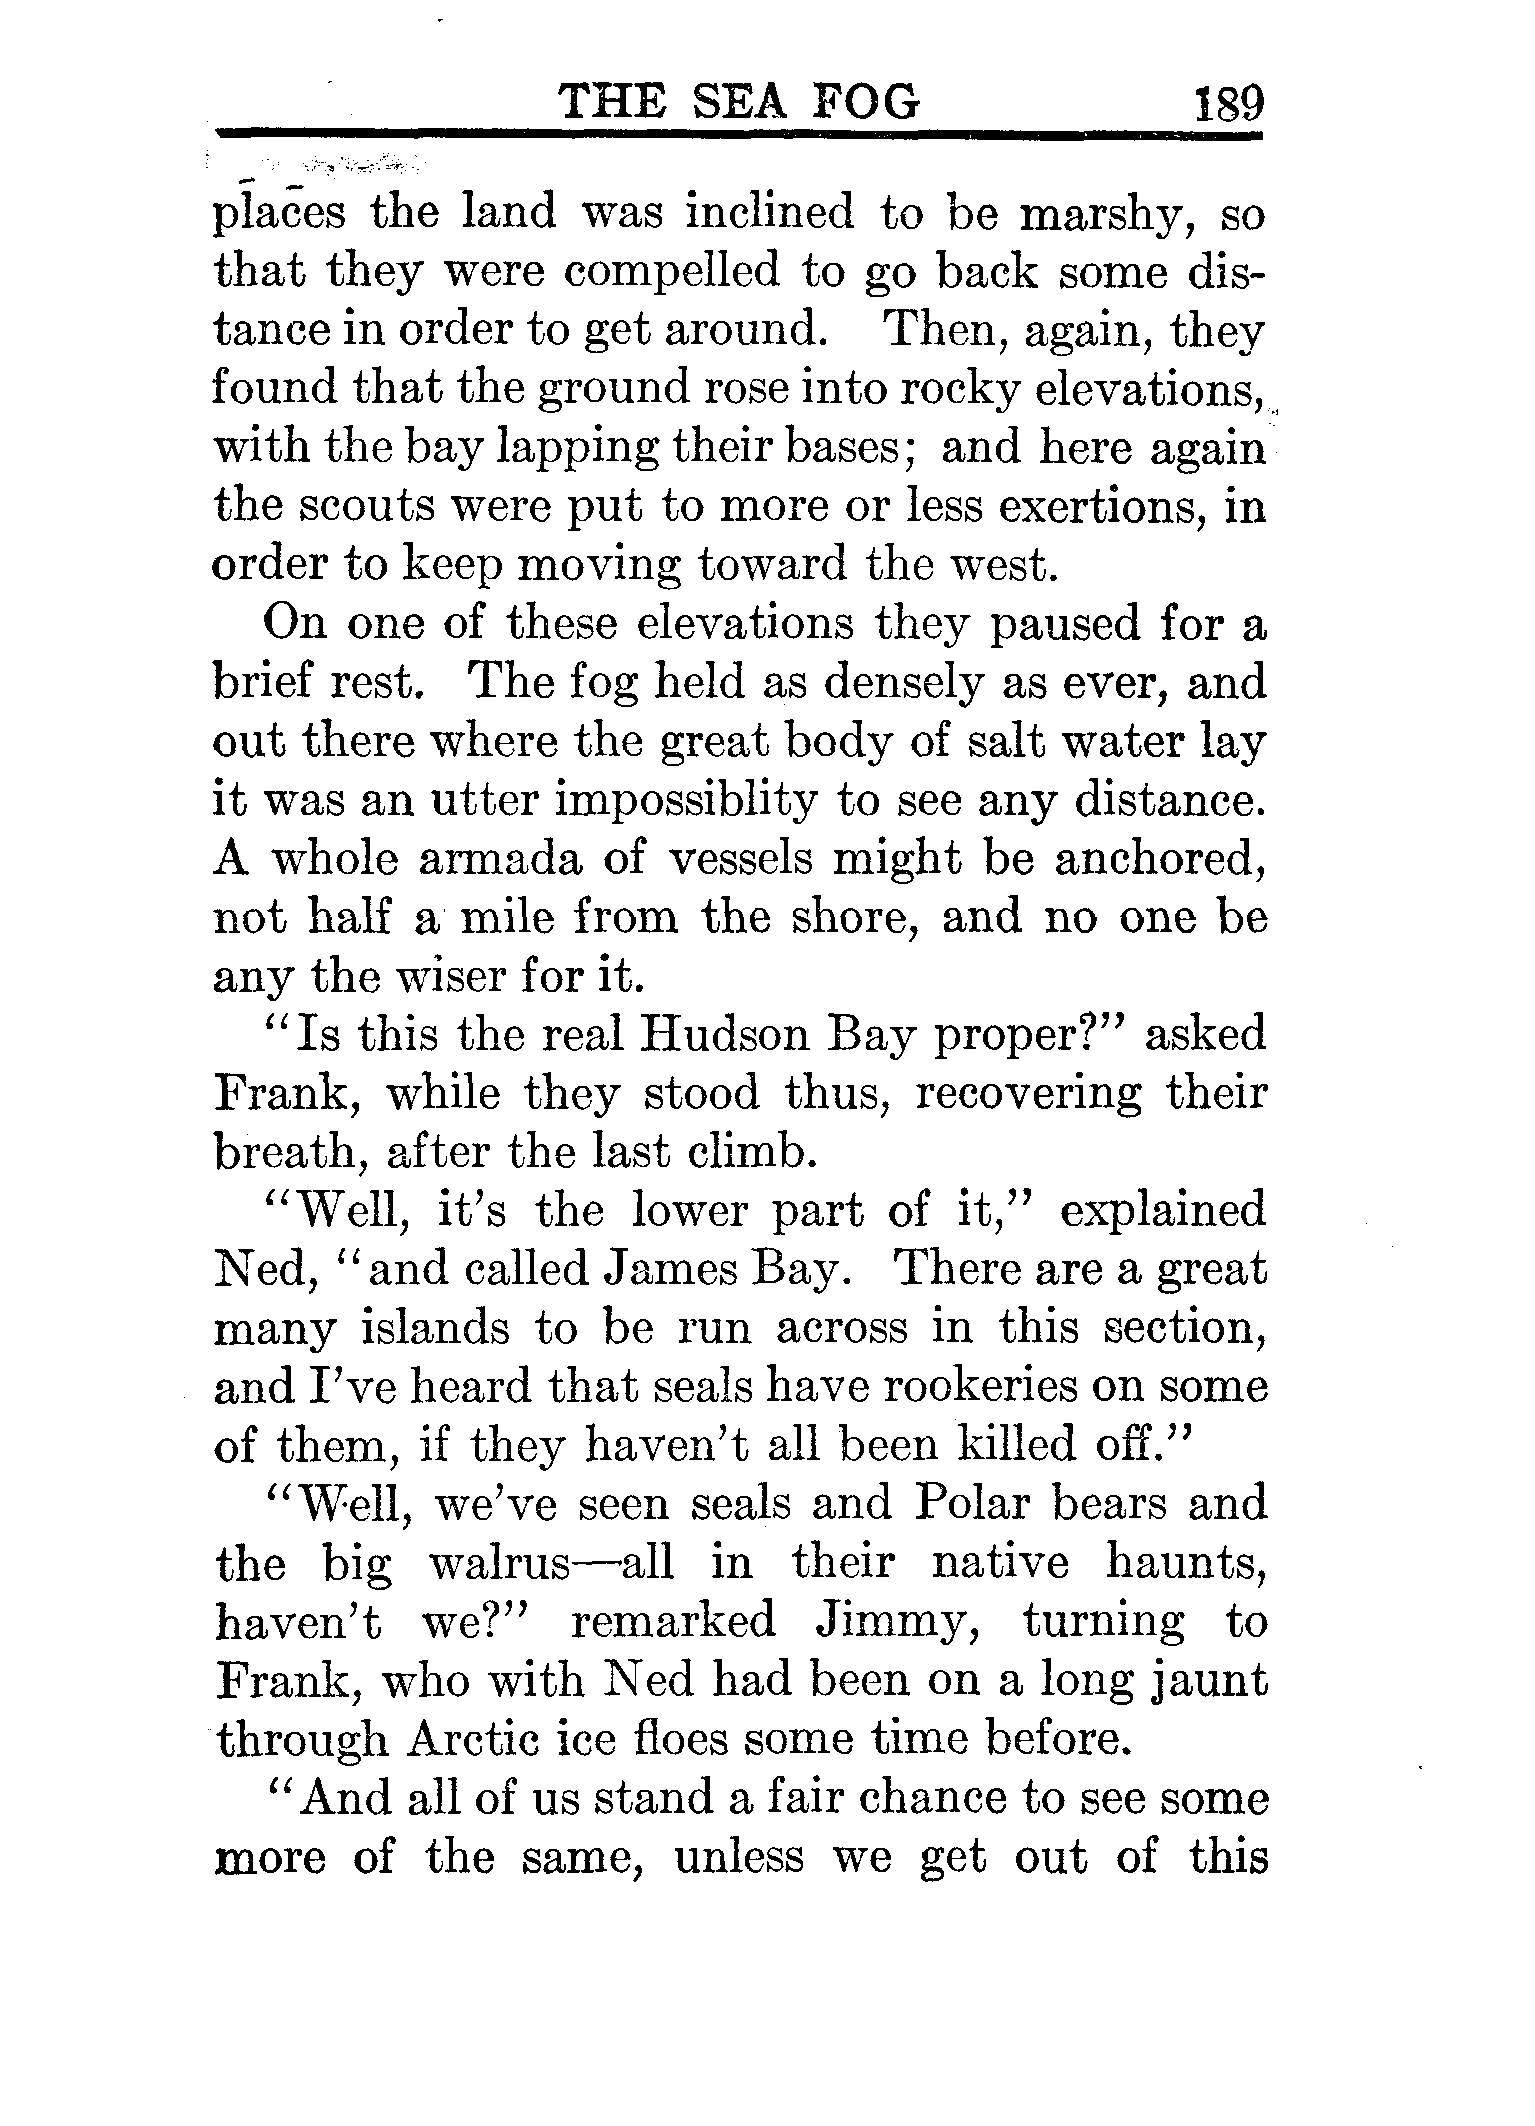 THE SEA FOG 189
places the land was inclined to be marshy, so
that they were compelled to go back some dis-
tance in order to get around. Then, again, they
found that the ground rose into rocky elevations,
with the bay lapping their bases; and here again
the scouts were put to more or less exertions, in
order to keep moving toward the west.
On one of these elevations they paused for a
brief rest. The fog held as densely as ever, and
out there where the great body of salt water lay
it was an utter impossiblity to see any distance.
A whole armada of vessels might be anchored,
not half a mile from the shore, and no one be
any the wiser for it.
"Is this the real Hudson Bay proper?" asked
Frank, while they stood thus, recovering their
breath, after the last climb.
"Well, it's the lower part of it," explained
Ned, "and called James Bay. There are a great
many islands to be run across in this section,
and I've heard that seals have rookeries on some
of them, if they haven't all been killed off."
"Well, we've seen seals and Polar bears and
the big walrus—all in their native haunts,
haven't we?" remarked Jimmy, turning to
Frank, who with Ned had been on a long jaunt
through Arctic ice floes some time before.
"And all of us stand a fair chance to see some
more of the same, unless we get out of this